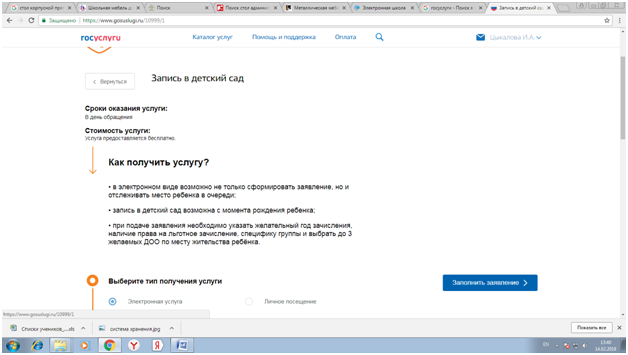 стол корпусной про
Школьная мебель д
Поиск
Поиск стол админи
Металлическая меб
Электронная школа
госуслуги - Поиск
Запись в детский са
Защищено https://www.gosuslugi.ru/10999/1
госуслуги Каталог услуг Помощь и поддержка Оплата Цыкалова И.А.
Вернуться Запись в детский сад
Сроки оказания услуги:
В день обращения
Стоимость услуги:
Услуга предоставляется бесплатно.
Как получить услугу?
• в электронном виде возможно не только сформировать заявление, но и
отслеживать место ребенка в очереди;
• запись в детский сад возможна с момента рождения ребенка;
• при подаче заявления необходимо указать желательный год зачисления,
наличие права на льготное зачисление, специфику группы и выбрать до 3
желаемых ДОО по месту жительства ребёнка.
Выберите тип получения услуги Заполнить заявление
Электронная услуга Личное посещение
https://www.gosuslugi.ru/10999/1
Списки учеников_...xls система хранения.jpg Показать все
EN 13:40
14.02.2018